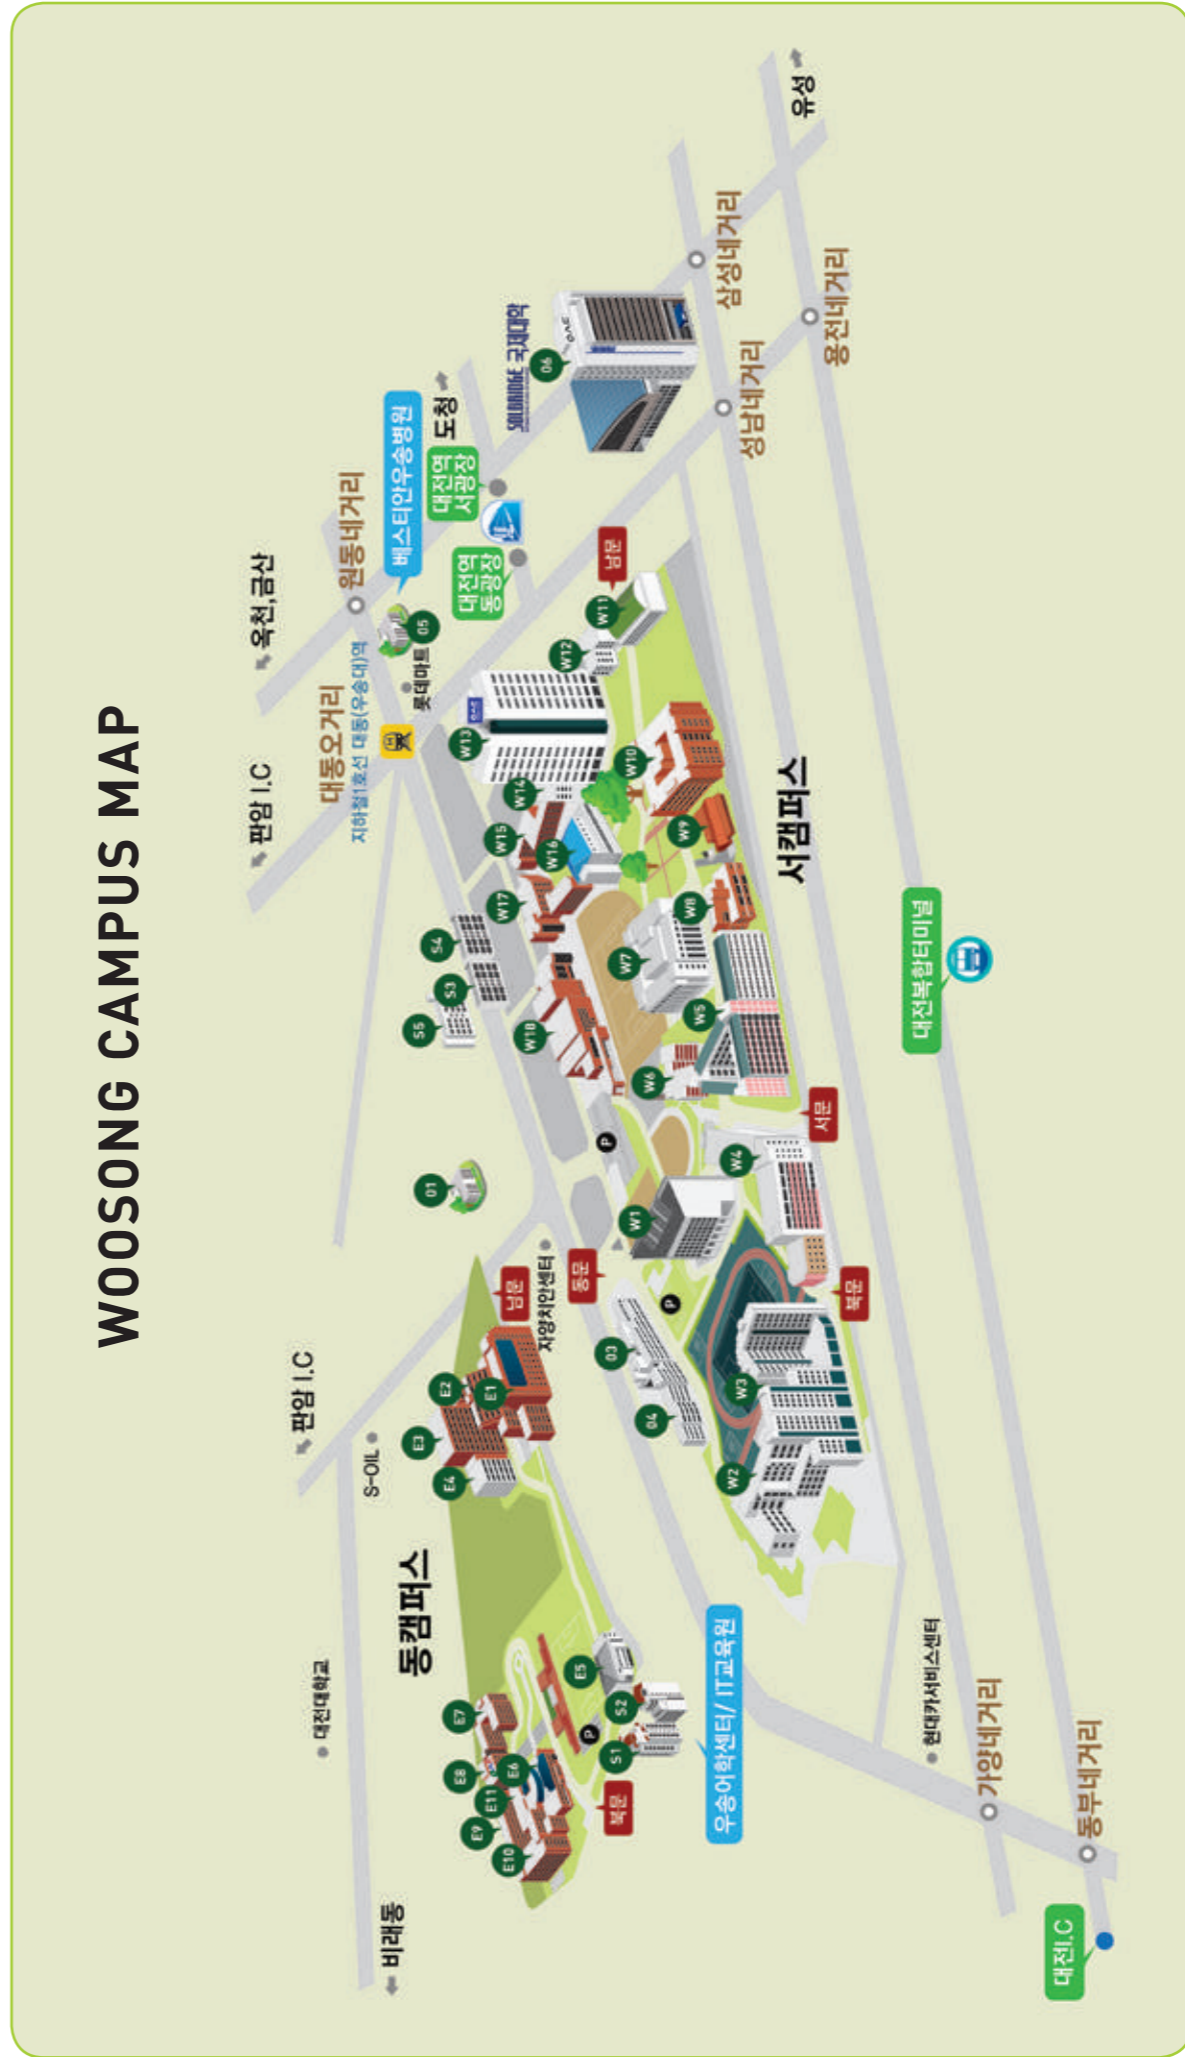 WOOSONG CAMPUS MAP
비래동
대전대학교
S-OIL
판암 I.C
판암 I.C
옥천,금산
대동오거리
지하철1호선 대동(우송대)역
원동네거리
베스티안우송병원
05
롯데마트
도청
대전역
서광장
대전역
동광장
SOLBRIDGE 국제대학
06
유성
삼성네거리
성남네거리
용전네거리
동캠퍼스
E10
E9
E11
E8
E7
E6
E5
E4
E3
E2
E1
P
S1
S2
북문
남문
자양치안센터
우송어학센터/ IT교육원
01
S5
S3
S4
동문
03
04
P
P
W1
W2
W3
W4
W5
W6
W7
W8
W9
W10
W11
W12
W13
W14
W15
W16
W17
W18
남문
서문
북문
서캠퍼스
대전복합터미널
현대카서비스센터
가양네거리
동부네거리
대전I.C